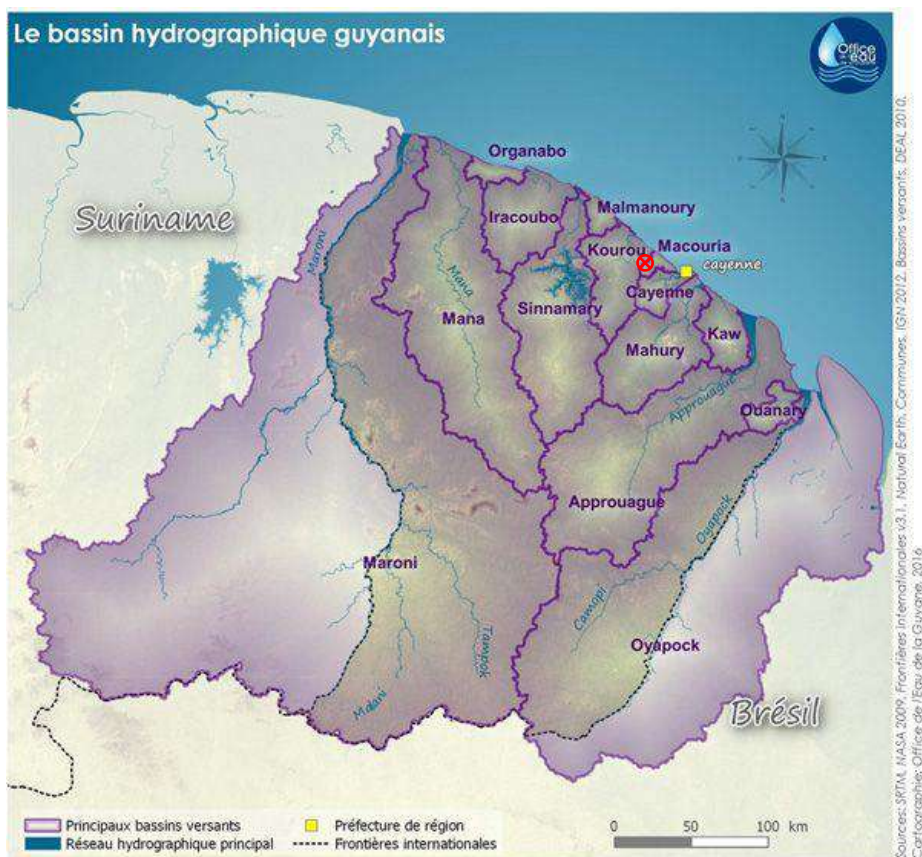 Le bassin hydrographique guyanais
Office
eau
Organabo
Suriname
Iracoubo
Malmanoury
Maroni
Kourou
Macouria
cayenne
Mana
Cayenne
Sinnamary
Mana
Kaw
Mahury
Approuague
Ouanary
Approuague
Oyapock
Maroni
Camopi
Tampok
Oyapock
Malani
Brésil
Principaux bassins versants
Préfecture de région
0 50 100 km
Réseau hydrographique principal
Frontières internationales
Sources: SRTM, NASA 2009, Frontières internationales v3.1, Natural Earth, Communes, IGN 2012, Bassins versants, DEAL 2010,
Cartographie: Office de l'Eau de la Guyane, 2016